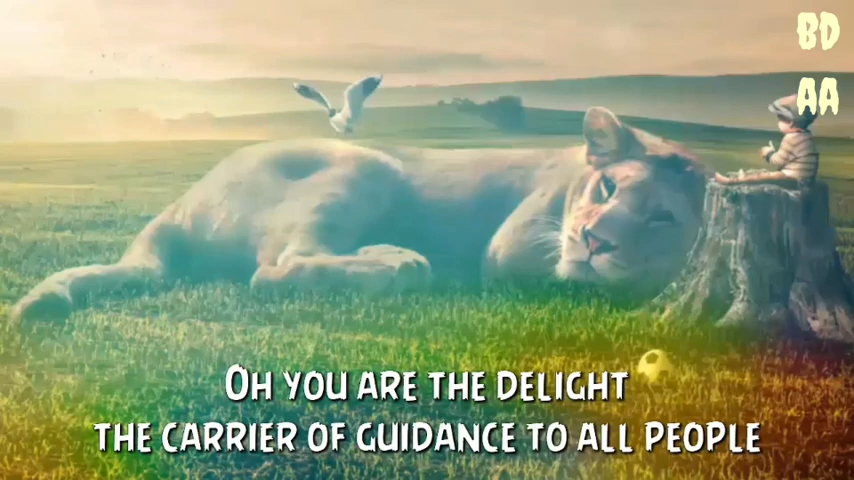 BD
AA
Oh you are the delight
the carrier of guidance to all people